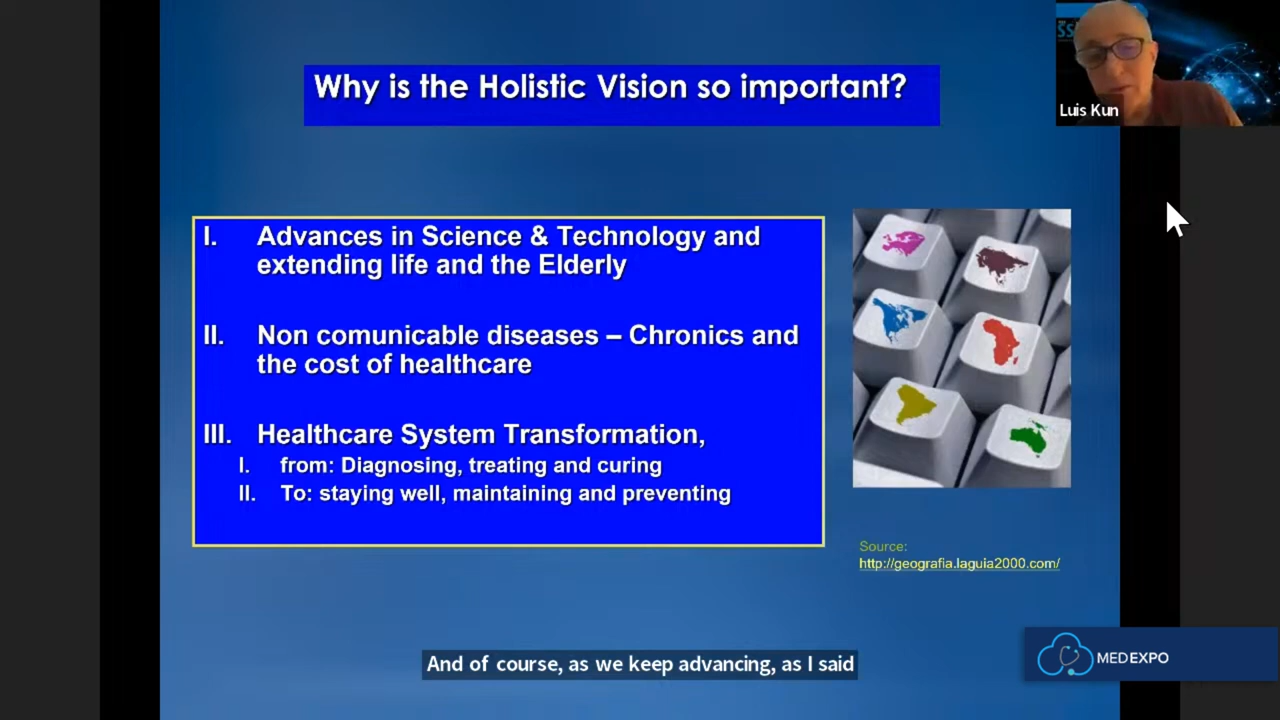 Why is the Holistic Vision so important?
Luis Kun
I. Advances in Science & Technology and
extending life and the Elderly
II. Non comunicable diseases – Chronics and
the cost of healthcare
III. Healthcare System Transformation,
I. from: Diagnosing, treating and curing
II. To: staying well, maintaining and preventing
Source:
http://geografia.laguia2000.com/
And of course, as we keep advancing, as I said
MEDEXPO